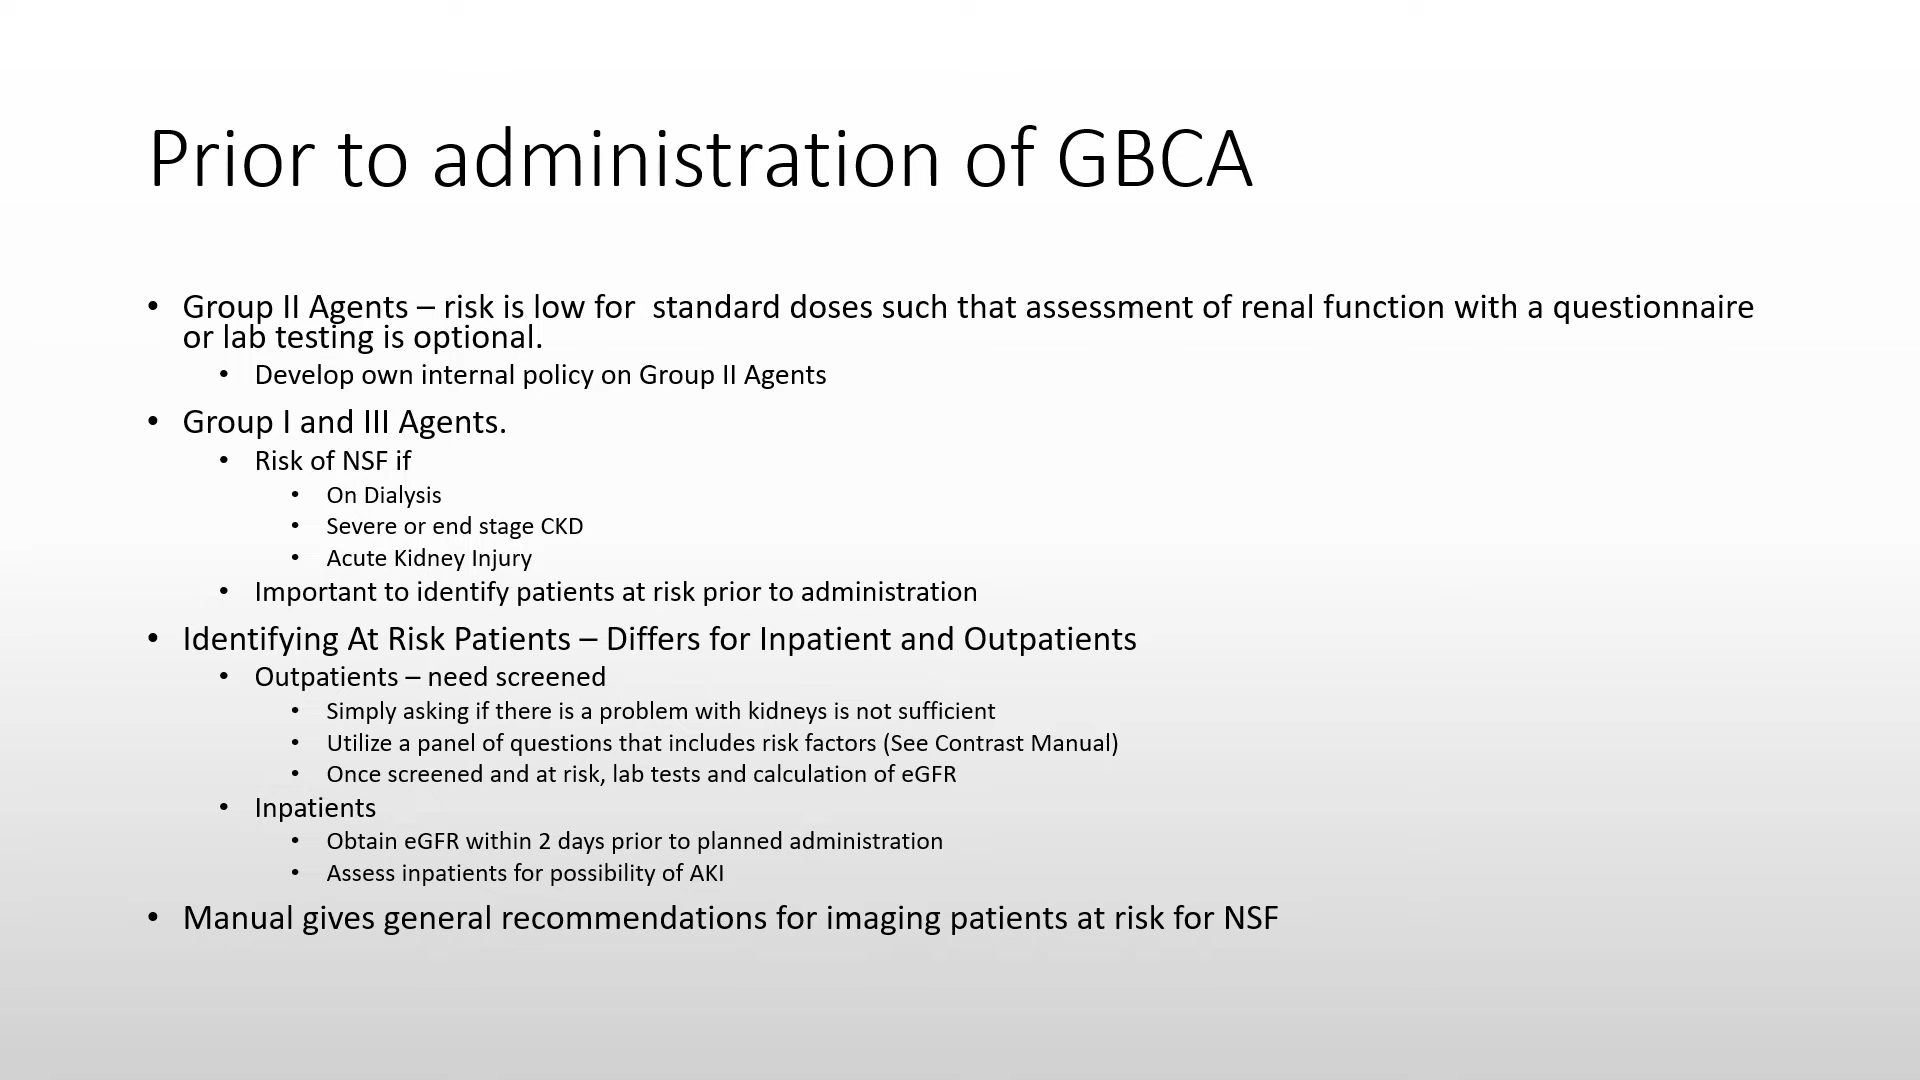 Prior to administration of GBCA
• Group II Agents – risk is low for  standard doses such that assessment of renal function with a questionnaire
or lab testing is optional.
• Develop own internal policy on Group II Agents
• Group I and III Agents.
• Risk of NSF if
• On Dialysis
• Severe or end stage CKD
• Acute Kidney Injury
• Important to identify patients at risk prior to administration
• Identifying At Risk Patients – Differs for Inpatient and Outpatients
• Outpatients – need screened
• Simply asking if there is a problem with kidneys is not sufficient
• Utilize a panel of questions that includes risk factors (See Contrast Manual)
• Once screened and at risk, lab tests and calculation of eGFR
• Inpatients
• Obtain eGFR within 2 days prior to planned administration
• Assess inpatients for possibility of AKI
• Manual gives general recommendations for imaging patients at risk for NSF